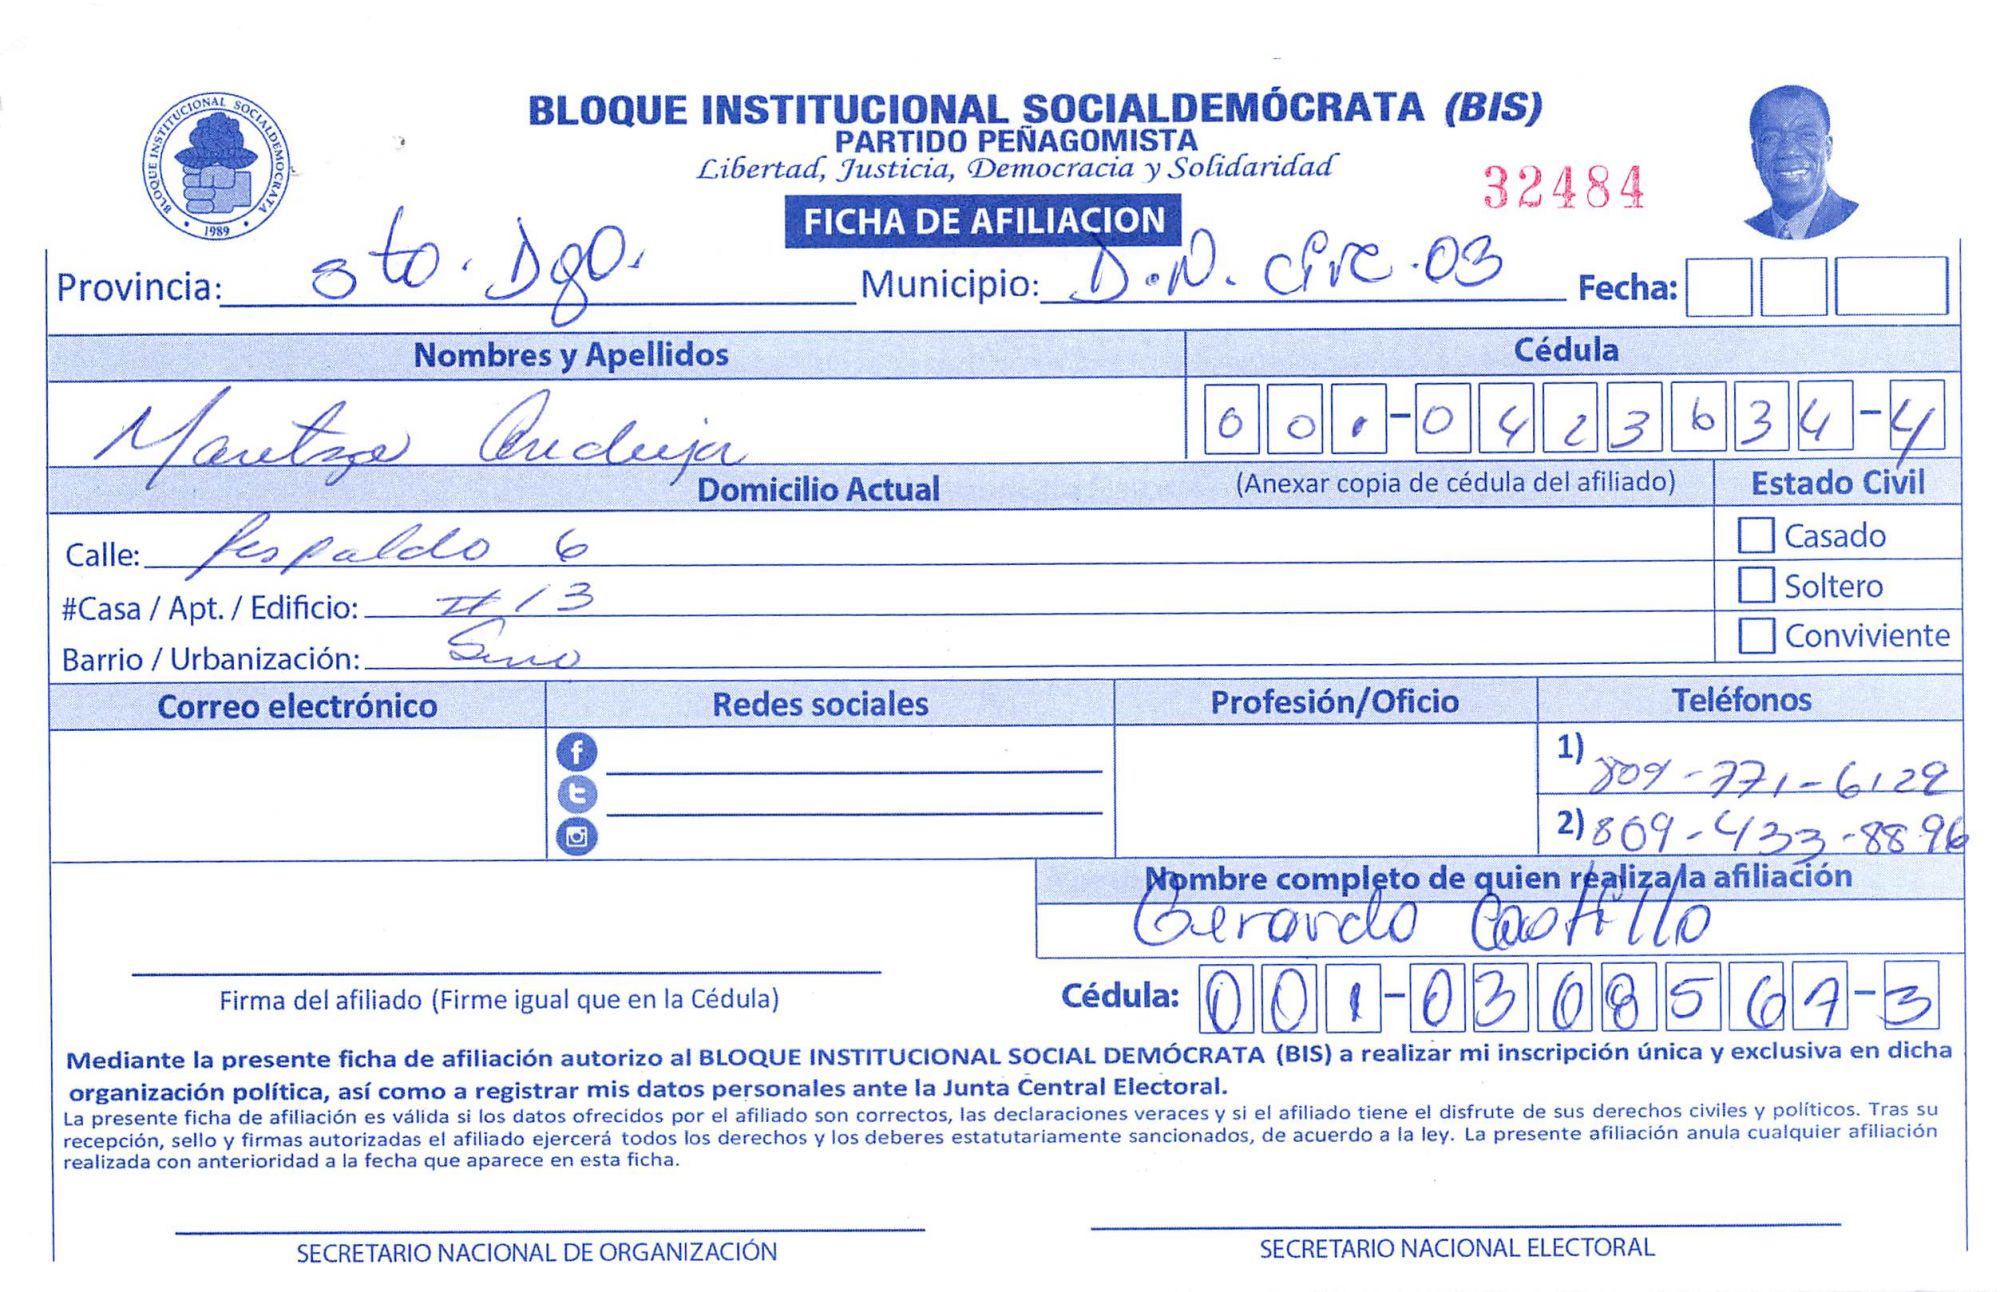 BLOQUE INSTITUCIONAL SOCIALDEMOCRATA
1989
BLOQUE INSTITUCIONAL SOCIALDEMÓCRATA (BIS)
PARTIDO PEÑAGOMISTA
Libertad, Justicia, Democracia y Solidaridad
32484
FICHA DE AFILIACION
Provincia: Sto. Dgo. Municipio: D.N. Circ. 03 Fecha:
Nombres y Apellidos Cédula
Maritza Anduja 001-0423634-4
Domicilio Actual (Anexar copia de cédula del afiliado) Estado Civil
Calle: Respaldo 6 Casado
#Casa / Apt. / Edificio: #13 Soltero
Barrio / Urbanización: Conviviente
Correo electrónico Redes sociales Profesión/Oficio Teléfonos
1) 809-771-6129
2) 809-433-8896
Nombre completo de quien realiza la afiliación
Gerardo Castillo
Firma del afiliado (Firme igual que en la Cédula) Cédula: 001-0308567-3
Mediante la presente ficha de afiliación autorizo al BLOQUE INSTITUCIONAL SOCIAL DEMÓCRATA (BIS) a realizar mi inscripción única y exclusiva en dicha
organización política, así como a registrar mis datos personales ante la Junta Central Electoral.
La presente ficha de afiliación es válida si los datos ofrecidos por el afiliado son correctos, las declaraciones veraces y si el afiliado tiene el disfrute de sus derechos civiles y políticos. Tras su
recepción, sello y firmas autorizadas el afiliado ejercerá todos los derechos y los deberes estatutariamente sancionados, de acuerdo a la ley. La presente afiliación anula cualquier afiliación
realizada con anterioridad a la fecha que aparece en esta ficha.
SECRETARIO NACIONAL DE ORGANIZACIÓN SECRETARIO NACIONAL ELECTORAL